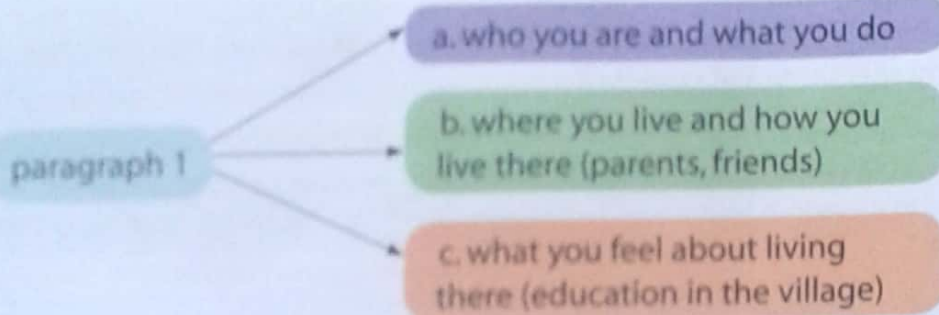 paragraph 1
a. who you are and what you do
b. where you live and how you
live there (parents, friends)
c. what you feel about living
there (education in the village)